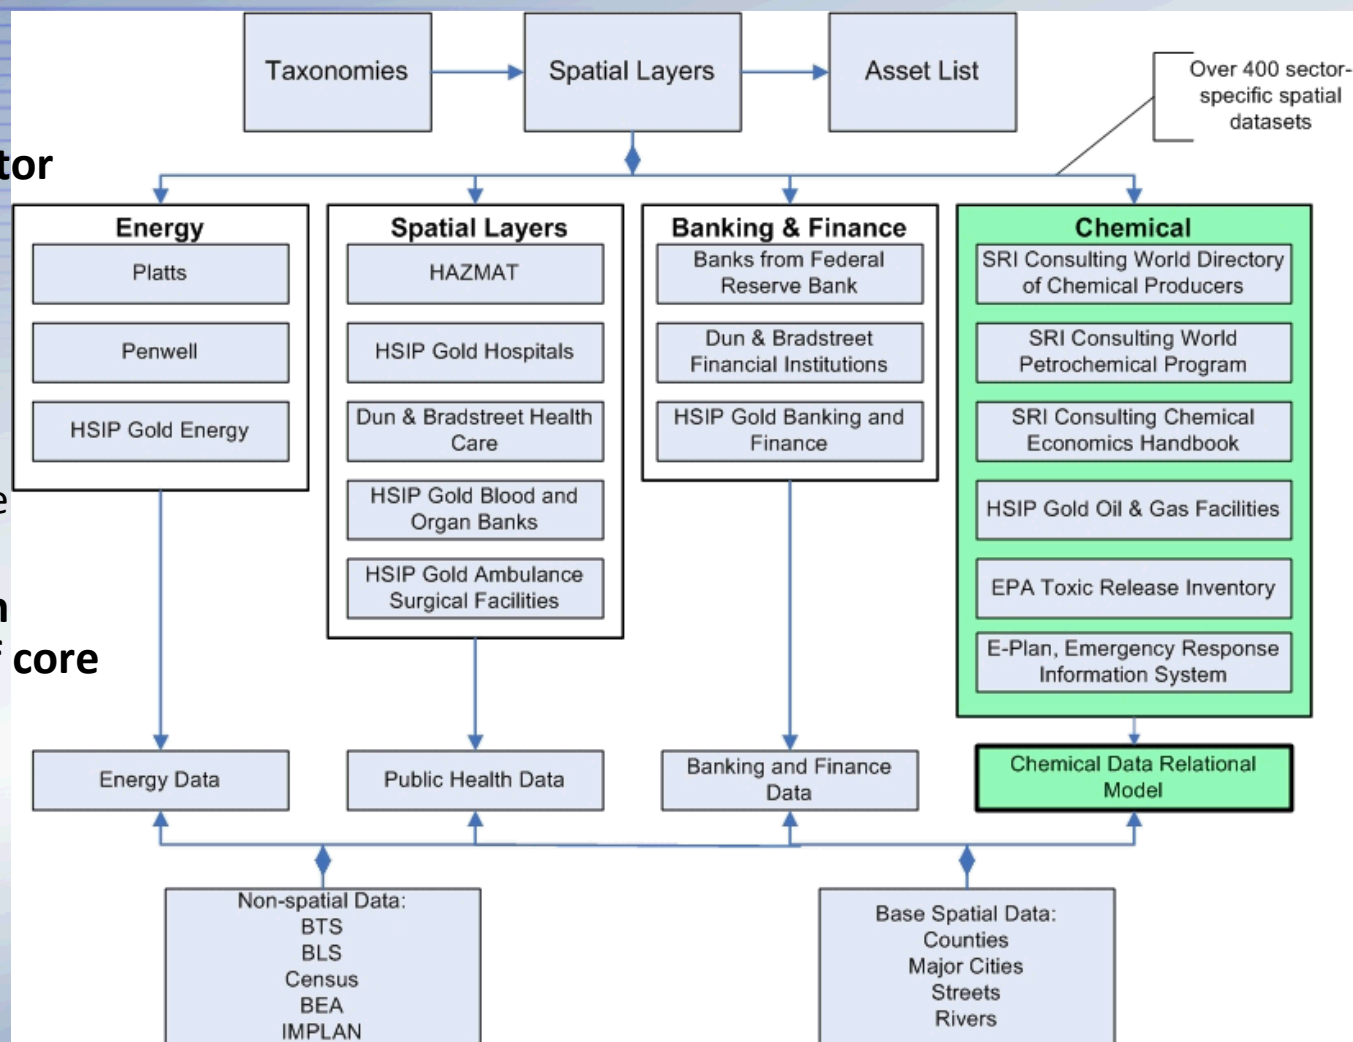 Taxonomies
Spatial Layers
Asset List
Over 400 sector-
specific spatial
datasets
tor
e
n
f core
Energy
Platts
Penwell
HSIP Gold Energy
Spatial Layers
HAZMAT
HSIP Gold Hospitals
Dun & Bradstreet Health
Care
HSIP Gold Blood and
Organ Banks
HSIP Gold Ambulance
Surgical Facilities
Banking & Finance
Banks from Federal
Reserve Bank
Dun & Bradstreet
Financial Institutions
HSIP Gold Banking and
Finance
Chemical
SRI Consulting World Directory
of Chemical Producers
SRI Consulting World
Petrochemical Program
SRI Consulting Chemical
Economics Handbook
HSIP Gold Oil & Gas Facilities
EPA Toxic Release Inventory
E-Plan, Emergency Response
Information System
Energy Data
Public Health Data
Banking and Finance
Data
Chemical Data Relational
Model
Non-spatial Data:
BTS
BLS
Census
BEA
IMPLAN
Base Spatial Data:
Counties
Major Cities
Streets
Rivers